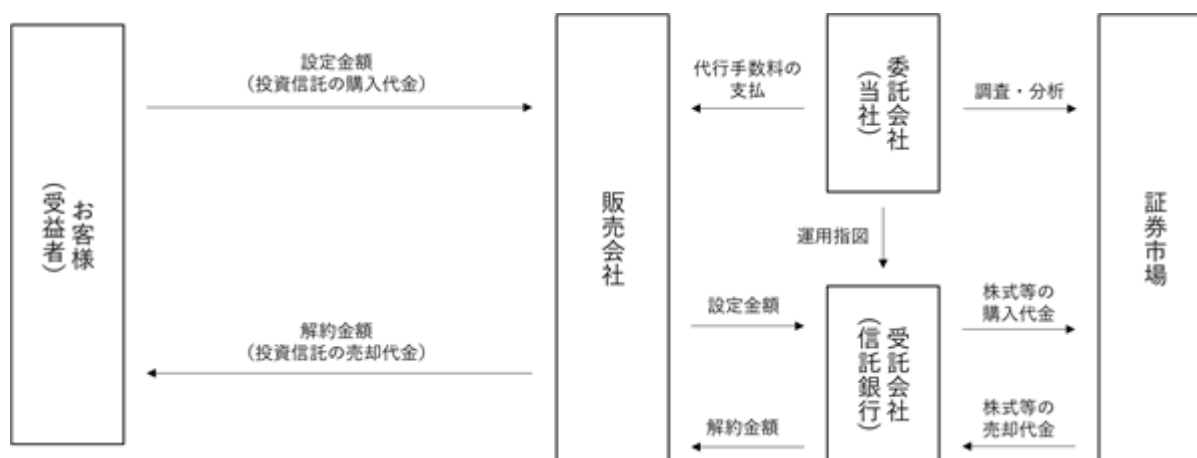 お客様
(受益者)
設定金額
(投資信託の購入代金)
解約金額
(投資信託の売却代金)
販売会社
代行手数料の
支払
委託会社
(当社)
調査・分析
運用指図
設定金額
解約金額
受託会社
(信託銀行)
株式等の
購入代金
株式等の
売却代金
証券市場